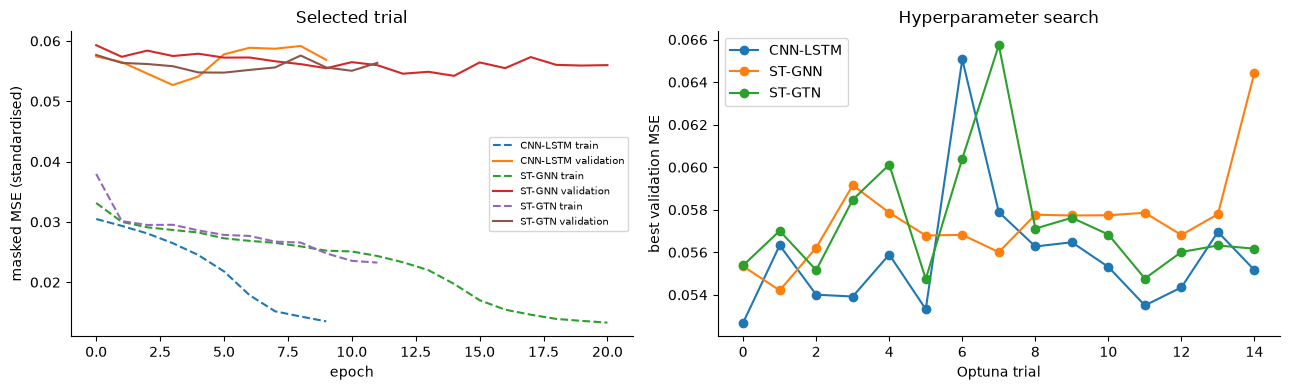 Selected trial
masked MSE (standardised)
0.06
0.05
0.04
0.03
0.02
CNN-LSTM train
CNN-LSTM validation
ST-GNN train
ST-GNN validation
ST-GTN train
ST-GTN validation
0.0 2.5 5.0 7.5 10.0 12.5 15.0 17.5 20.0
epoch
Hyperparameter search
best validation MSE
0.066
0.064
0.062
0.060
0.058
0.056
0.054
CNN-LSTM
ST-GNN
ST-GTN
0 2 4 6 8 10 12 14
Optuna trial